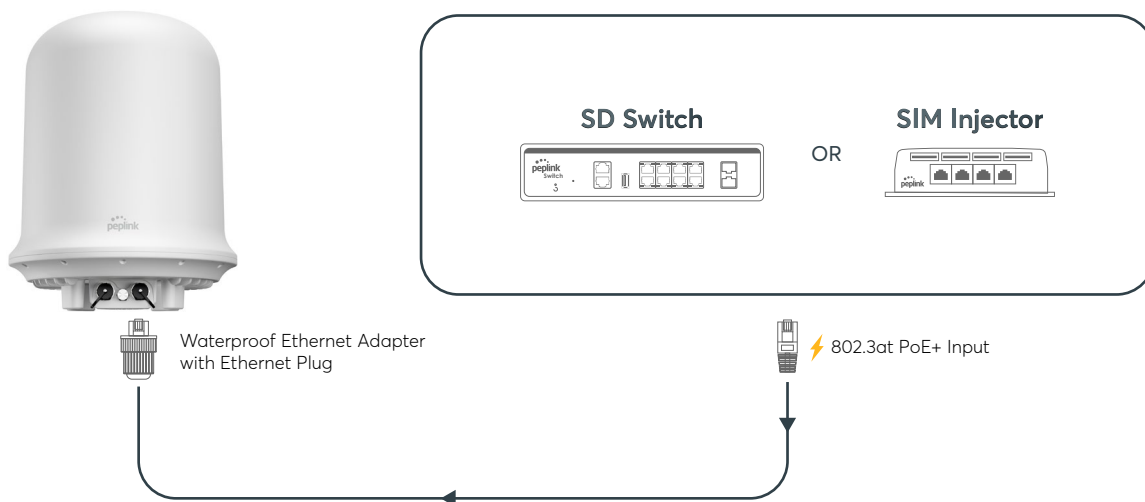 SD Switch
SIM Injector
peplink
Switch
OR
peplink
peplink
Waterproof Ethernet Adapter
with Ethernet Plug
802.3at PoE+ Input